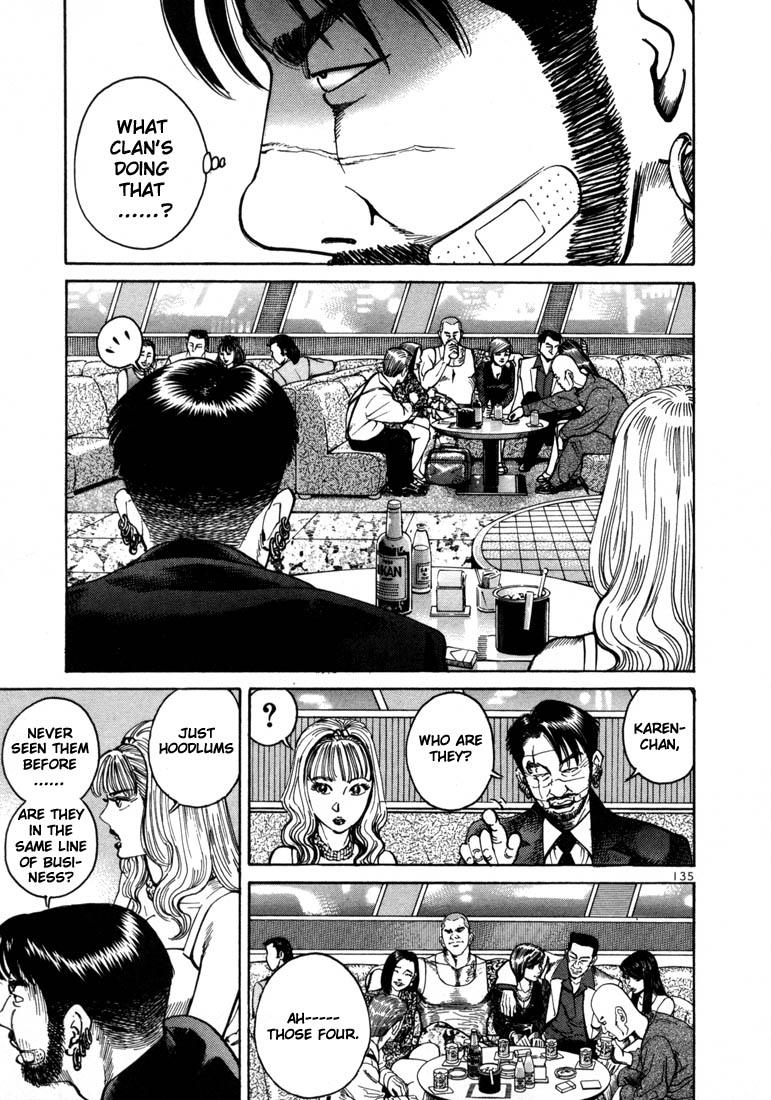 WHAT
CLAN'S
DOING
THAT
......?
KAN
KAREN-
CHAN,
WHO ARE
THEY?
?
135
AH-----
THOSE FOUR.
JUST
HOODLUMS
NEVER
SEEN THEM
BEFORE
......
ARE THEY
IN THE
SAME LINE
OF BUSI-
NESS?